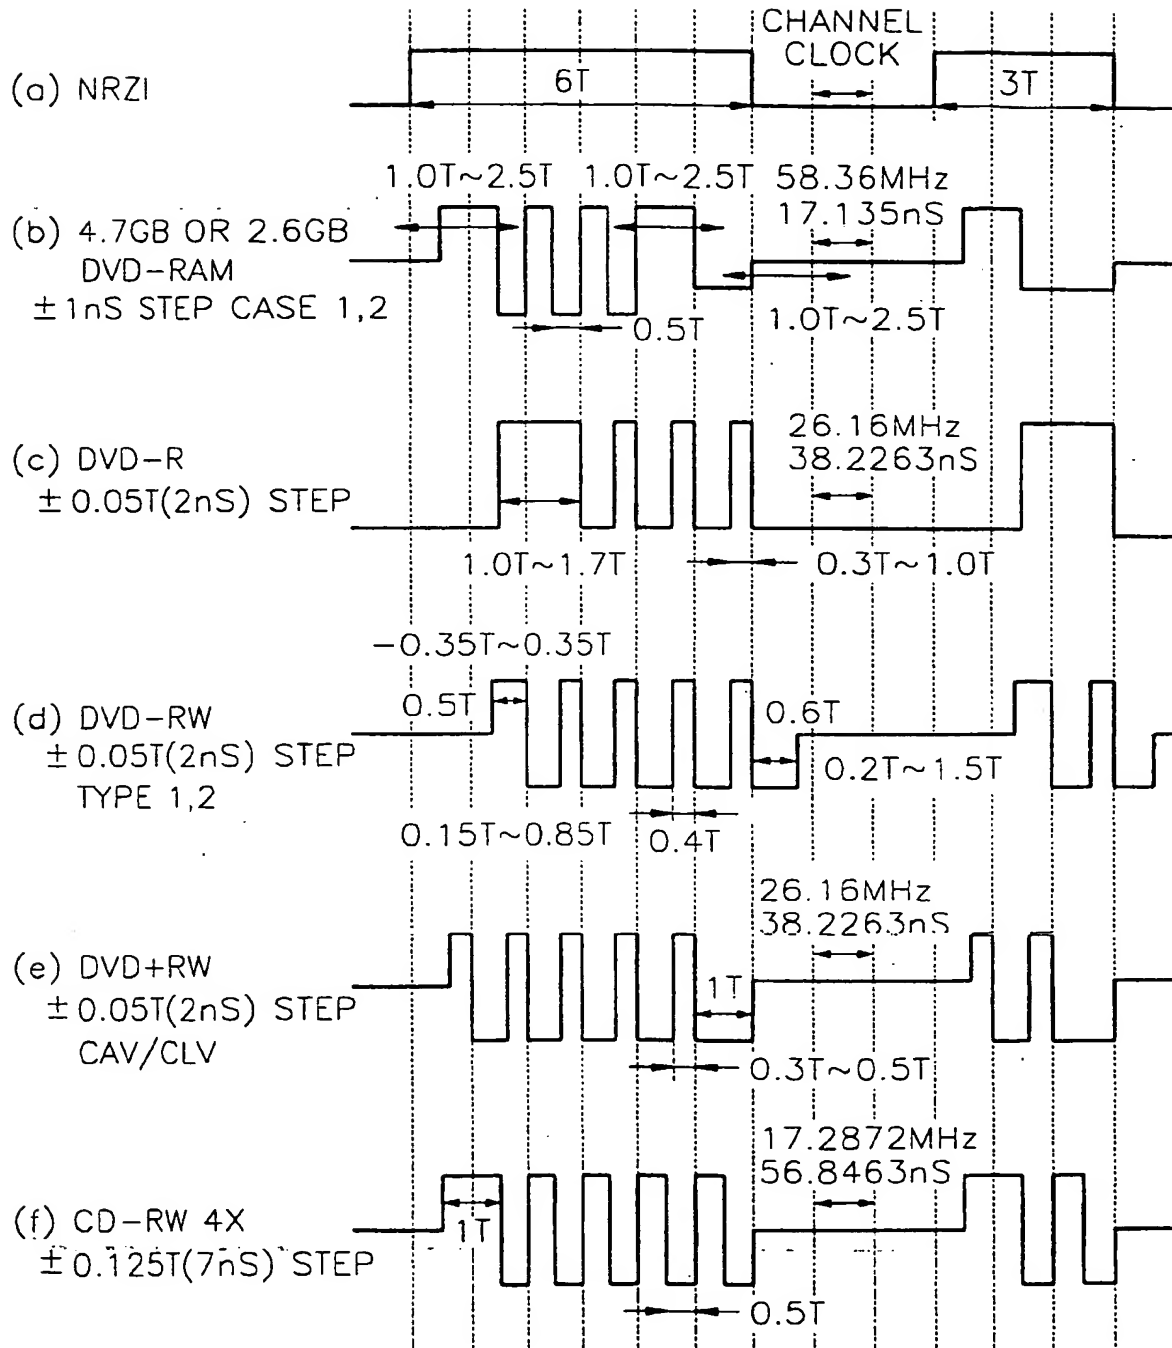 CHANNEL
CLOCK
(a) NRZI
6T
3T
1.0T~2.5T
1.0T~2.5T
58.36MHz
17.135nS
(b) 4.7GB OR 2.6GB
DVD-RAM
±1nS STEP CASE 1,2
0.5T
1.0T~2.5T
26.16MHz
38.2263nS
(c) DVD-R
±0.05T(2nS) STEP
1.0T~1.7T
0.3T~1.0T
-0.35T~0.35T
0.5T
0.6T
(d) DVD-RW
±0.05T(2nS) STEP
TYPE 1,2
0.2T~1.5T
0.15T~0.85T
0.4T
26.16MHz
38.2263nS
(e) DVD+RW
±0.05T(2nS) STEP
CAV/CLV
1T
0.3T~0.5T
17.2872MHz
56.8463nS
(f) CD-RW 4X
±0.125T(7nS) STEP
1T
0.5T